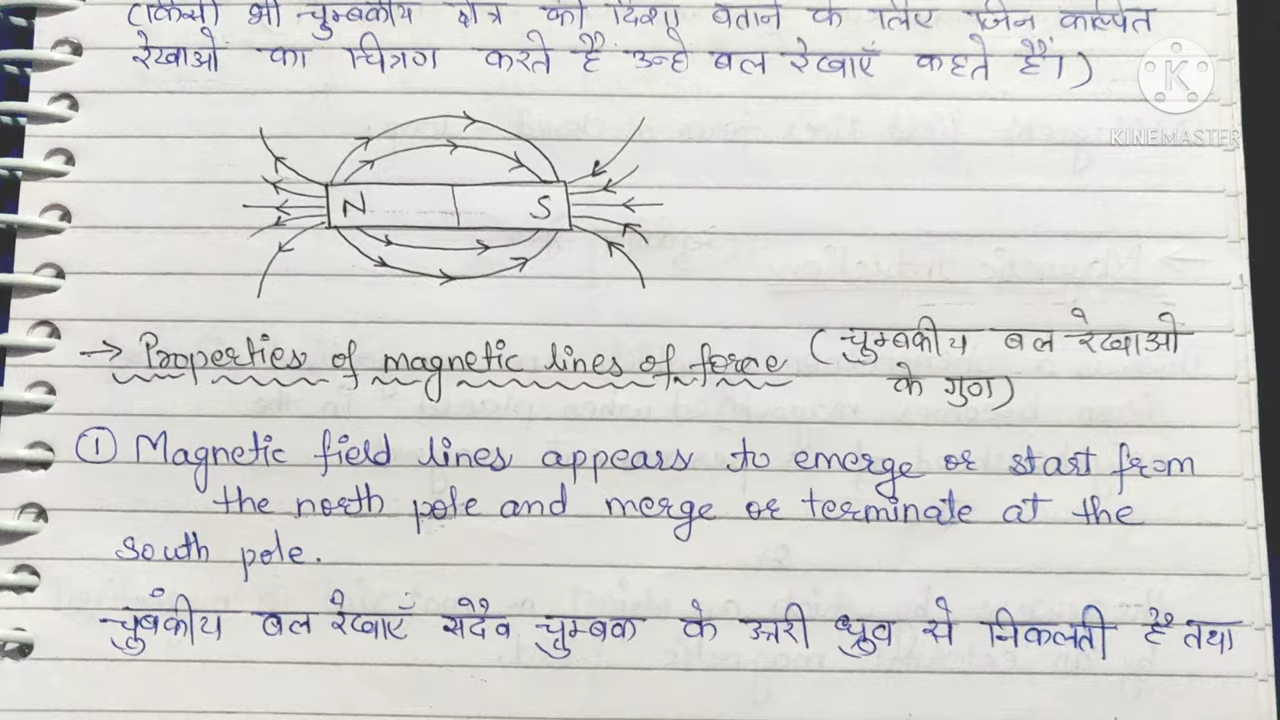 (किसी भी चुम्बकीय क्षेत्र की दिशा बताने के लिए जिन काल्पित
रेखाओं का चित्रण करते हैं उन्हे बल रेखाएँ कहते हैं।)
KINEMASTER
N S
→ Properties of magnetic lines of force (चुम्बकीय बल रेखाओ
के गुण)
① Magnetic field lines appears to emerge or start from
the north pole and merge or terminate at the
south pole.
चुबंकीय बल रेखाएँ सदैव चुम्बक के उत्तरी ध्रुव से निकलती है तथा